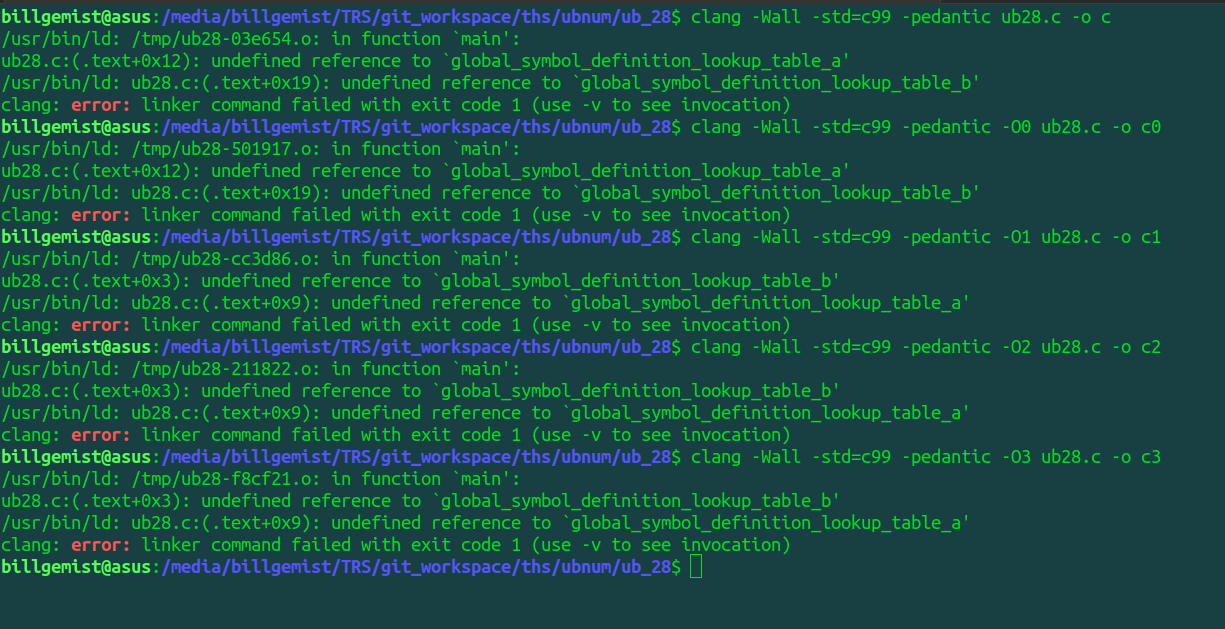 billgemist@asus:/media/billgemist/TRS/git_workspace/ths/ubnum/ub_28$ clang -Wall -std=c99 -pedantic ub28.c -o c
/usr/bin/ld: /tmp/ub28-03e654.o: in function `main':
ub28.c:(.text+0x12): undefined reference to `global_symbol_definition_lookup_table_a'
/usr/bin/ld: ub28.c:(.text+0x19): undefined reference to `global_symbol_definition_lookup_table_b'
clang: error: linker command failed with exit code 1 (use -v to see invocation)
billgemist@asus:/media/billgemist/TRS/git_workspace/ths/ubnum/ub_28$ clang -Wall -std=c99 -pedantic -O0 ub28.c -o c0
/usr/bin/ld: /tmp/ub28-501917.o: in function `main':
ub28.c:(.text+0x12): undefined reference to `global_symbol_definition_lookup_table_a'
/usr/bin/ld: ub28.c:(.text+0x19): undefined reference to `global_symbol_definition_lookup_table_b'
clang: error: linker command failed with exit code 1 (use -v to see invocation)
billgemist@asus:/media/billgemist/TRS/git_workspace/ths/ubnum/ub_28$ clang -Wall -std=c99 -pedantic -O1 ub28.c -o c1
/usr/bin/ld: /tmp/ub28-cc3d86.o: in function `main':
ub28.c:(.text+0x3): undefined reference to `global_symbol_definition_lookup_table_b'
/usr/bin/ld: ub28.c:(.text+0x9): undefined reference to `global_symbol_definition_lookup_table_a'
clang: error: linker command failed with exit code 1 (use -v to see invocation)
billgemist@asus:/media/billgemist/TRS/git_workspace/ths/ubnum/ub_28$ clang -Wall -std=c99 -pedantic -O2 ub28.c -o c2
/usr/bin/ld: /tmp/ub28-211822.o: in function `main':
ub28.c:(.text+0x3): undefined reference to `global_symbol_definition_lookup_table_b'
/usr/bin/ld: ub28.c:(.text+0x9): undefined reference to `global_symbol_definition_lookup_table_a'
clang: error: linker command failed with exit code 1 (use -v to see invocation)
billgemist@asus:/media/billgemist/TRS/git_workspace/ths/ubnum/ub_28$ clang -Wall -std=c99 -pedantic -O3 ub28.c -o c3
/usr/bin/ld: /tmp/ub28-f8cf21.o: in function `main':
ub28.c:(.text+0x3): undefined reference to `global_symbol_definition_lookup_table_b'
/usr/bin/ld: ub28.c:(.text+0x9): undefined reference to `global_symbol_definition_lookup_table_a'
clang: error: linker command failed with exit code 1 (use -v to see invocation)
billgemist@asus:/media/billgemist/TRS/git_workspace/ths/ubnum/ub_28$